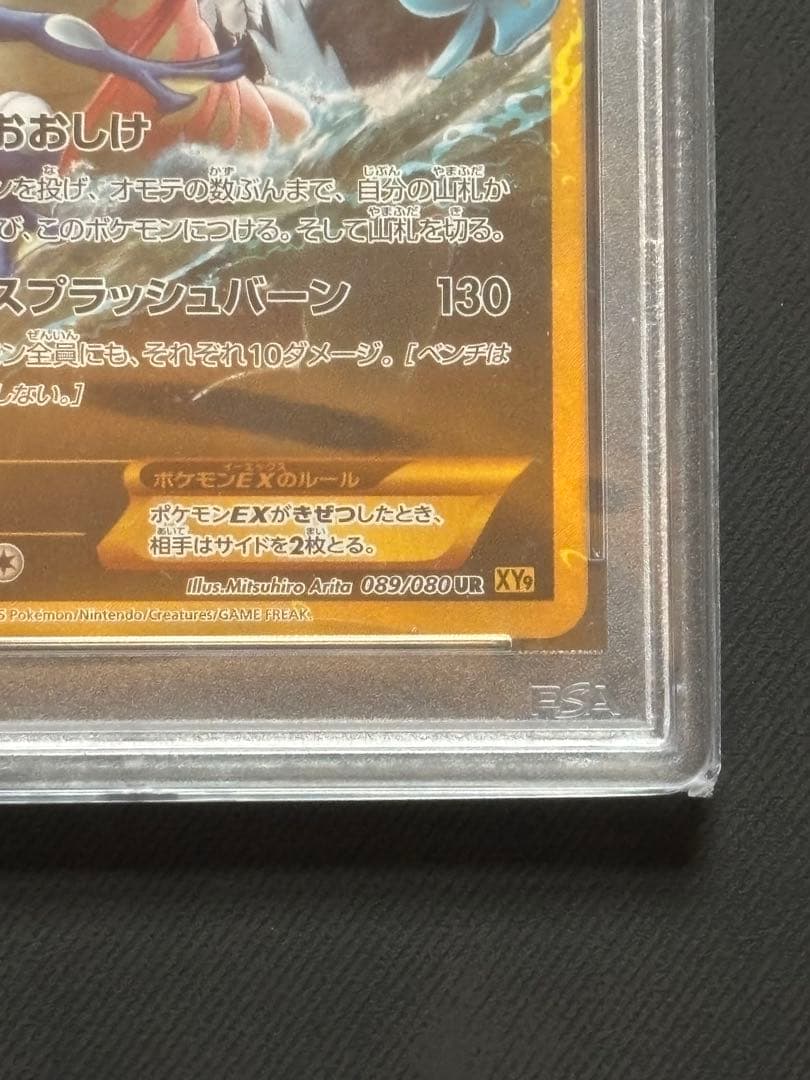 おおしけ
ンを投げ、オモテの数ぶんまで、自分の山札か
び、このポケモンにつける。そして山札を切る。
スプラッシュバーン 130
ン全員にも、それぞれ10ダメージ。[ベンチは
しない。]
ポケモンEXのルール
ポケモンEXがきぜつしたとき、
相手はサイドを2枚とる。
Illus.Mitsuhiro Arita 089/080 UR XY9
5 Pokémon/Nintendo/Creatures/GAME FREAK.
PSA